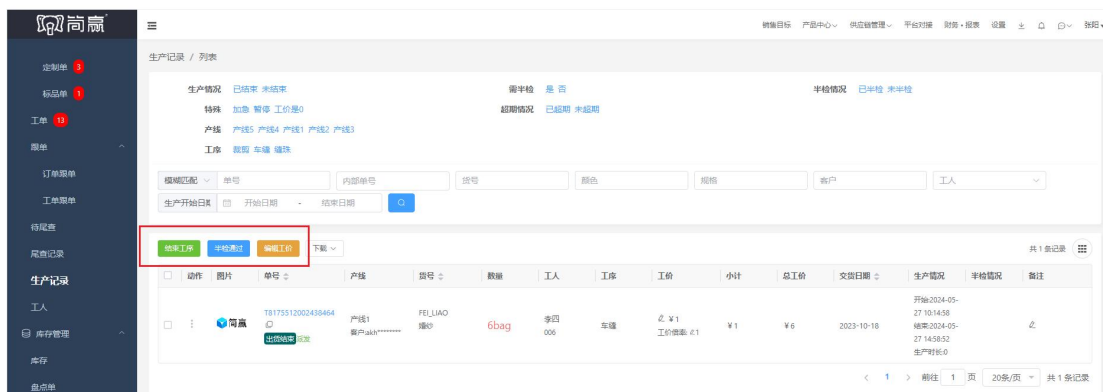 简赢
销售目标 产品中心 供应链管理 平台对接 财务·报表 设置 张阳
生产记录 / 列表
定制单 3
标品单 1
工单 13
跟单
订单跟单
工单跟单
待尾查
尾查记录
生产记录
工人
库存管理
库存
盘点单
生产情况 已结束 未结束 需半检 是 否 半检情况 已半检 未半检
特殊 加急 暂停 工价是0 超期情况 已超期 未超期
产线 产线5 产线4 产线1 产线2 产线3
工序 裁剪 车缝 缝珠
模糊匹配 单号 内部单号 货号 颜色 规格 客户 工人
生产开始日期 开始日期 - 结束日期
结束工序 半检通过 编辑工价 下载 共 1 条记录
动作 图片 单号 产线 货号 数量 工人 工序 工价 小计 总工价 交货日期 生产情况 半检情况 备注
简赢
T8175512002438464
出货结束
产线1
客户:akh********
FEI_LIAO
婚纱
6bag
李四
006
车缝
¥1
工价倍率: 1
¥1
¥6
2023-10-18
开始:2024-05-
27 10:14:58
结束:2024-05-
27 14:58:52
生产时长:0
< 1 > 前往 1 页 20条/页 共 1 条记录